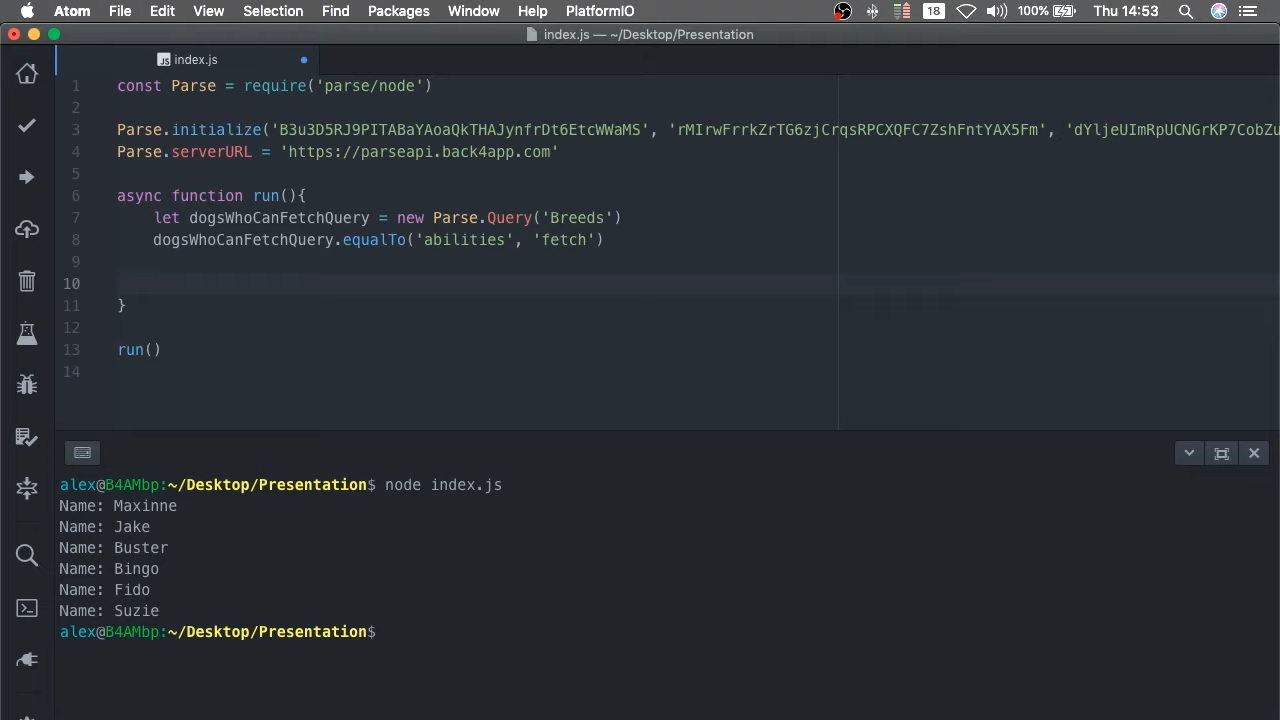 Atom File Edit View Selection Find Packages Window Help PlatformIO 18 100% Thu 14:53
index.js — ~/Desktop/Presentation
JS index.js
1 const Parse = require('parse/node')
2
3 Parse.initialize('B3u3D5RJ9PITABaYAoaQkTHAJynfrDt6EtcWWaMS', 'rMIrwFrrkZrTG6zjCrqsRPCXQFC7ZshFntYAX5Fm', 'dYljeUImRpUCNGrKP7CobZu
4 Parse.serverURL = 'https://parseapi.back4app.com'
5
6 async function run(){
7 let dogsWhoCanFetchQuery = new Parse.Query('Breeds')
8 dogsWhoCanFetchQuery.equalTo('abilities', 'fetch')
9
10
11 }
12
13 run()
14
alex@B4AMbp:~/Desktop/Presentation$ node index.js
Name: Maxinne
Name: Jake
Name: Buster
Name: Bingo
Name: Fido
Name: Suzie
alex@B4AMbp:~/Desktop/Presentation$